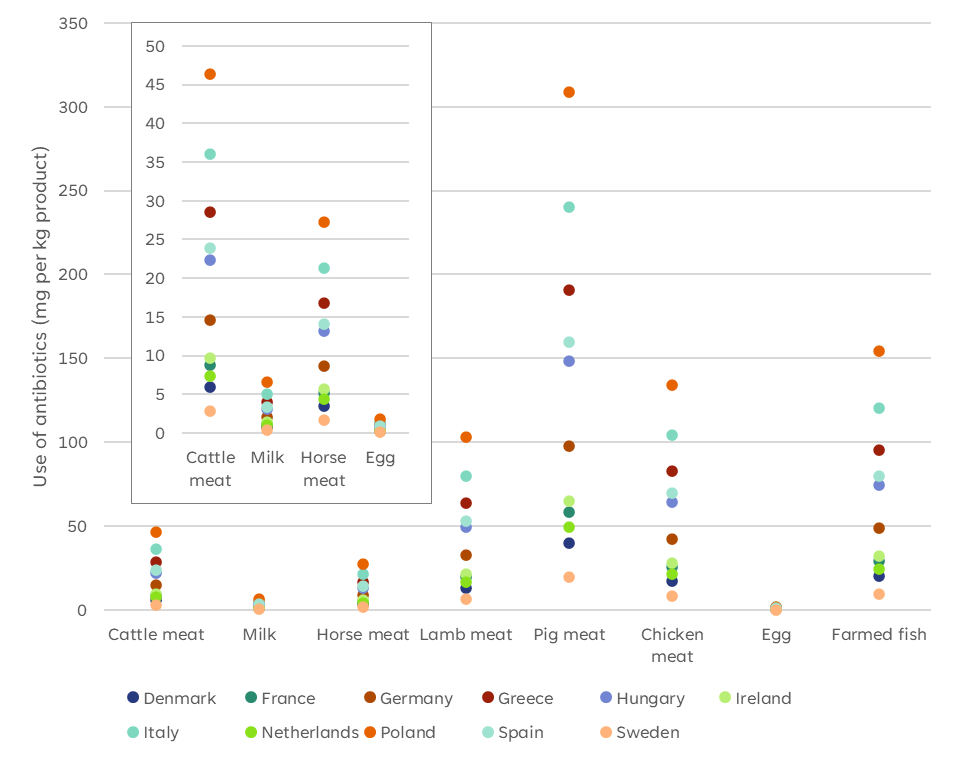 Use of antibiotics (mg per kg product)
350
300
250
200
150
100
50
0
50
45
40
35
30
25
20
15
10
5
0
Cattle meat
Milk
Horse meat
Egg
Cattle meat
Milk
Horse meat
Lamb meat
Pig meat
Chicken meat
Egg
Farmed fish
Denmark France Germany Greece Hungary Ireland
Italy Netherlands Poland Spain Sweden